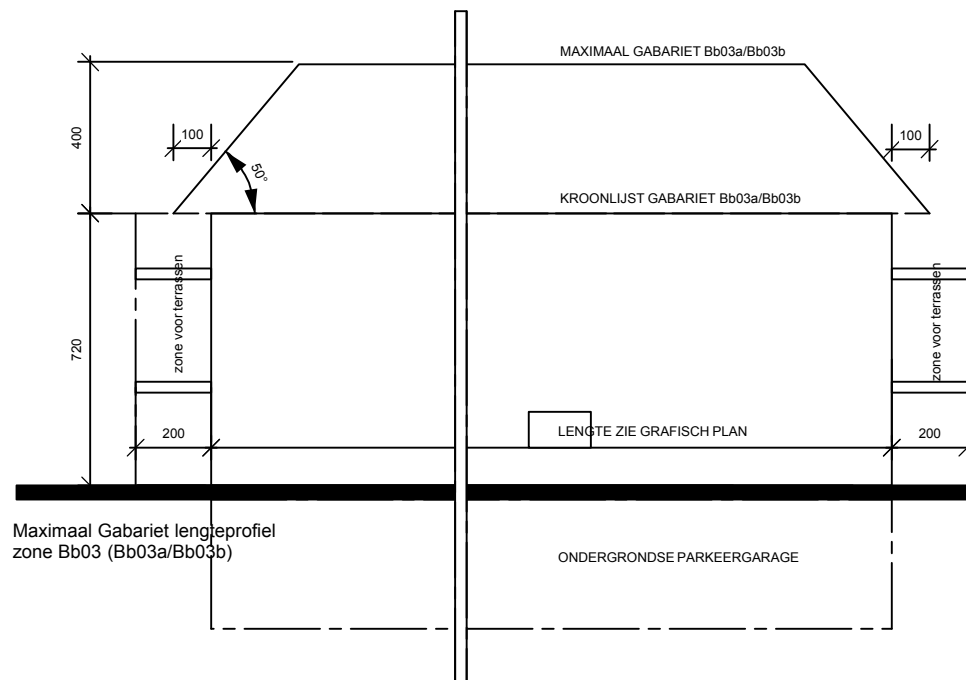 MAXIMAAL GABARIET Bb03a/Bb03b
400
100
100
50°
KROONLIJST GABARIET Bb03a/Bb03b
zone voor terrassen
zone voor terrassen
720
200
LENGTE ZIE GRAFISCH PLAN
200
Maximaal Gabariet lengteprofiel
zone Bb03 (Bb03a/Bb03b)
ONDERGRONDSE PARKEERGARAGE